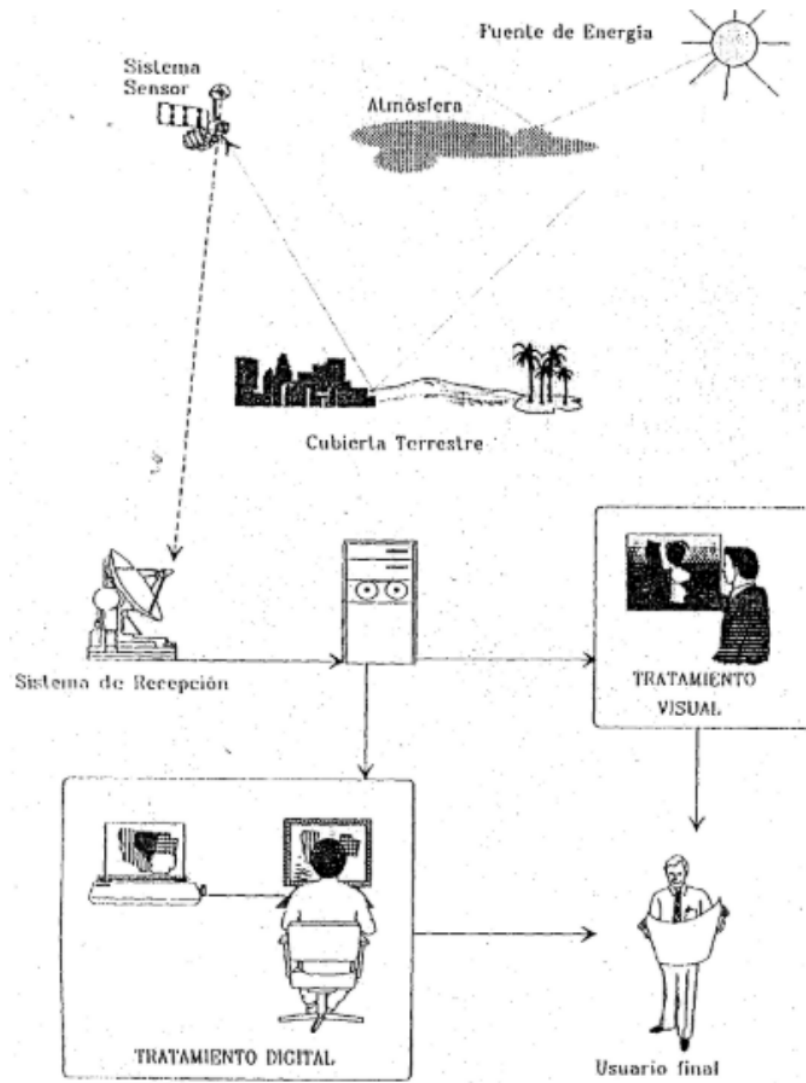 Fuente de Energía
Sistema
Sensor
Atmósfera
Cubierta Terrestre
Sistema de Recepción
TRATAMIENTO
VISUAL
TRATAMIENTO DIGITAL
Usuario final